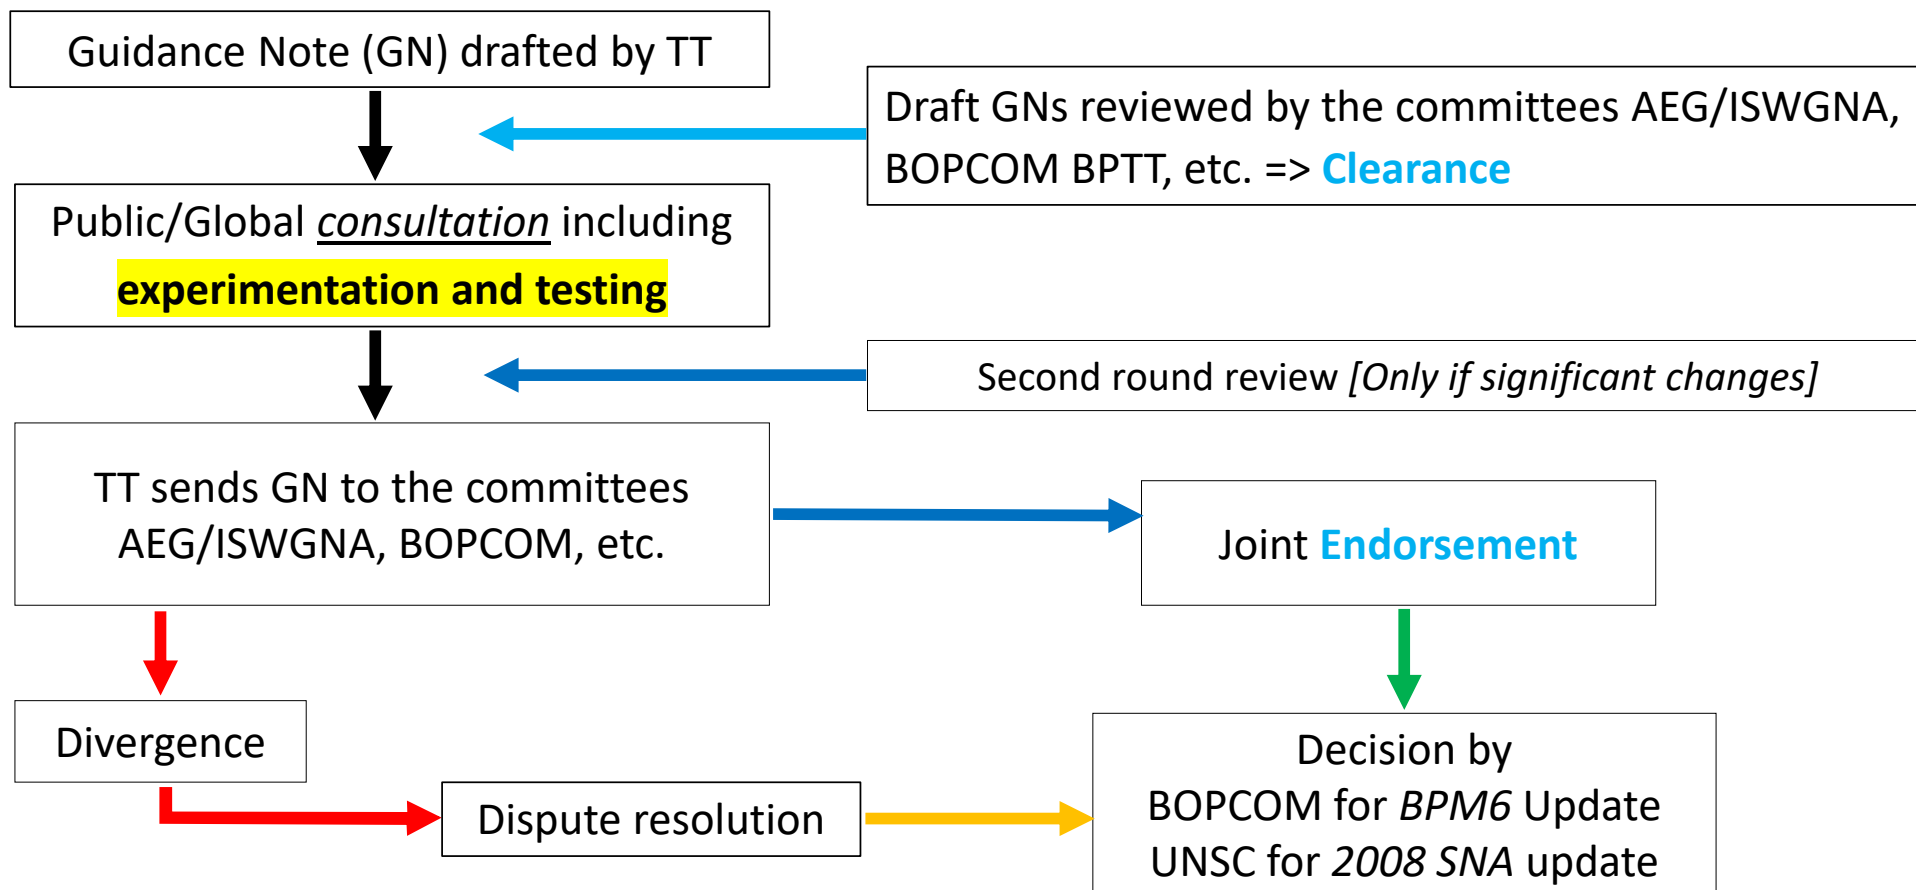 Guidance Note (GN) drafted by TT
Draft GNs reviewed by the committees AEG/ISWGNA,
BOPCOM BPTT, etc. => Clearance
Public/Global consultation including
experimentation and testing
Second round review [Only if significant changes]
TT sends GN to the committees
AEG/ISWGNA, BOPCOM, etc.
Joint Endorsement
Divergence
Dispute resolution
Decision by
BOPCOM for BPM6 Update
UNSC for 2008 SNA update